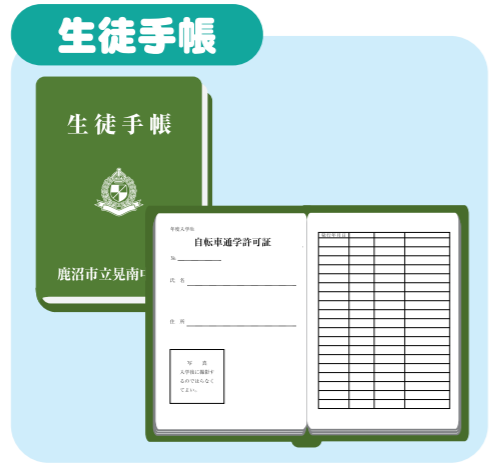 生徒手帳
生徒手帳
鹿沼市立晃南中
年度入学生
自転車通学許可証
№
氏 名
住 所
写 真
入学後に撮影す
るのではらなく
てよい。